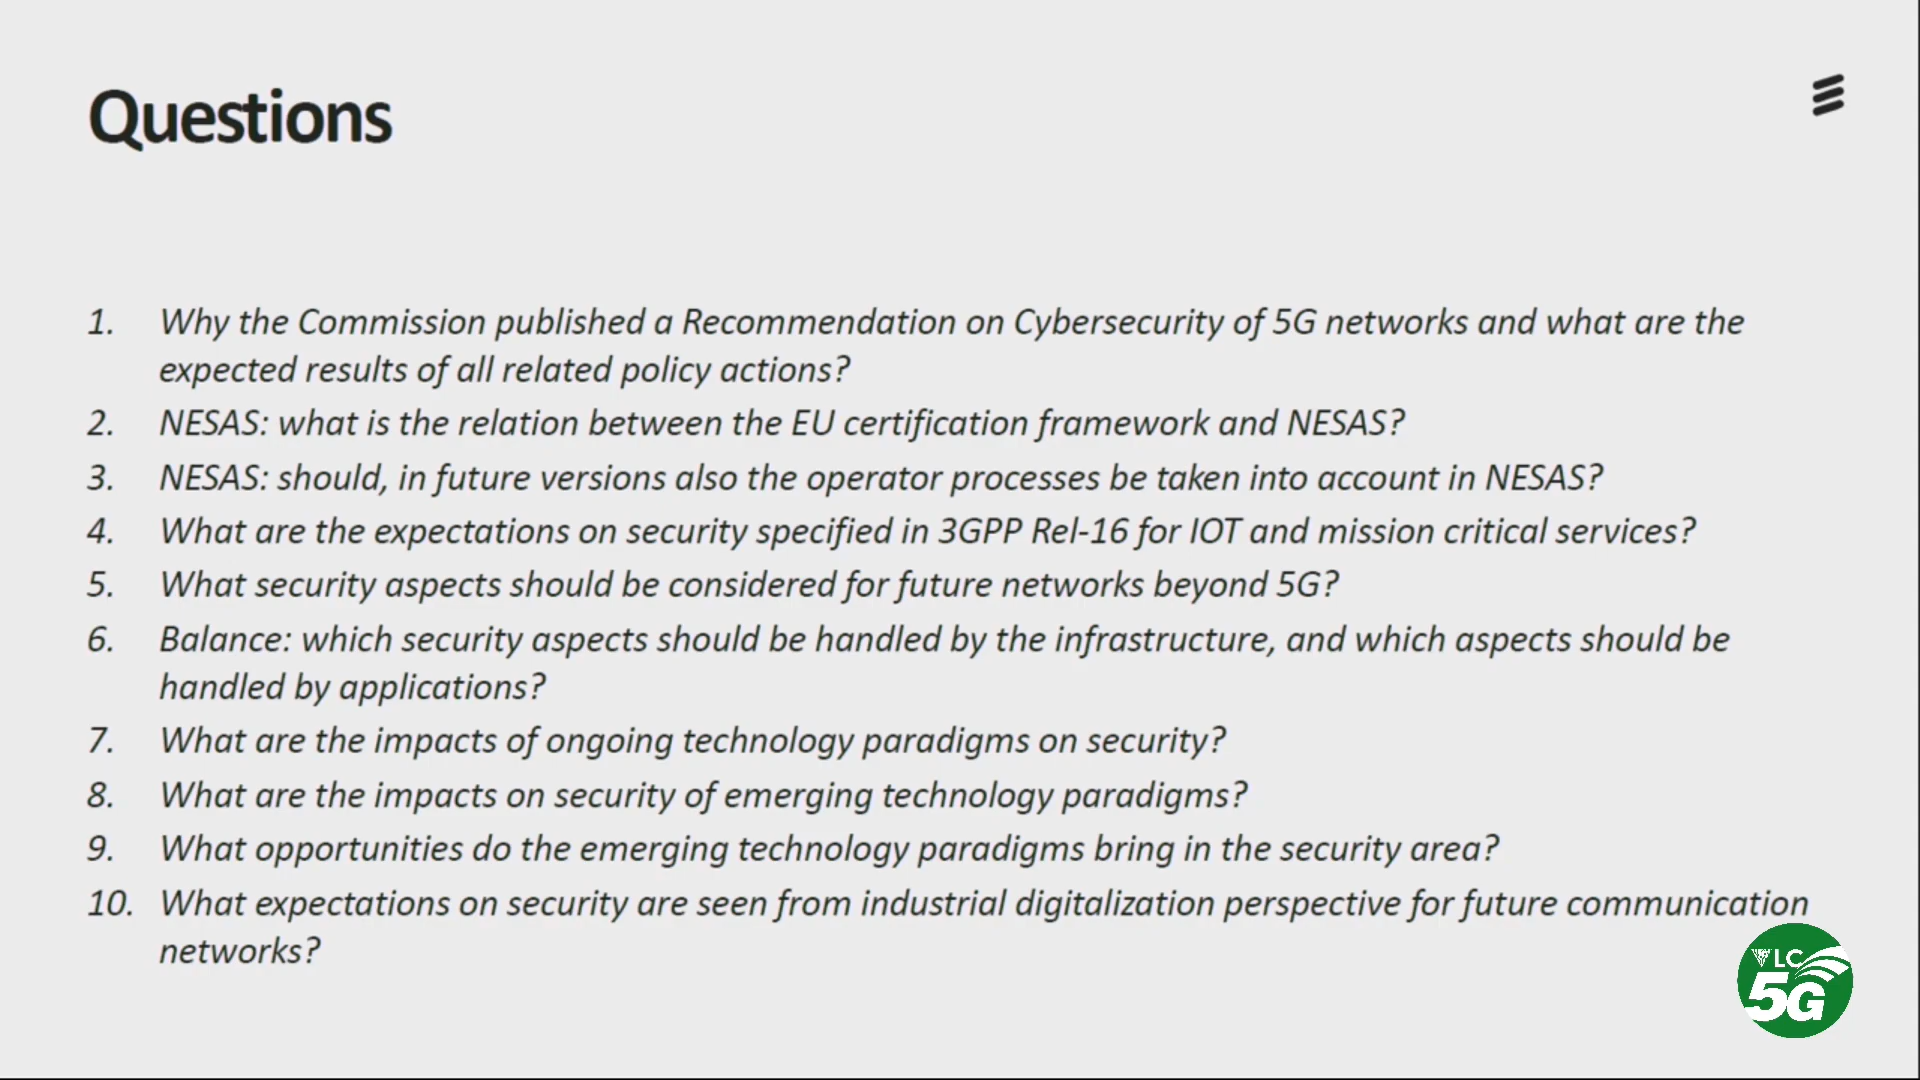 Questions
1. Why the Commission published a Recommendation on Cybersecurity of 5G networks and what are the
expected results of all related policy actions?
2. NESAS: what is the relation between the EU certification framework and NESAS?
3. NESAS: should, in future versions also the operator processes be taken into account in NESAS?
4. What are the expectations on security specified in 3GPP Rel-16 for IOT and mission critical services?
5. What security aspects should be considered for future networks beyond 5G?
6. Balance: which security aspects should be handled by the infrastructure, and which aspects should be
handled by applications?
7. What are the impacts of ongoing technology paradigms on security?
8. What are the impacts on security of emerging technology paradigms?
9. What opportunities do the emerging technology paradigms bring in the security area?
10. What expectations on security are seen from industrial digitalization perspective for future communication
networks?
VLC
5G